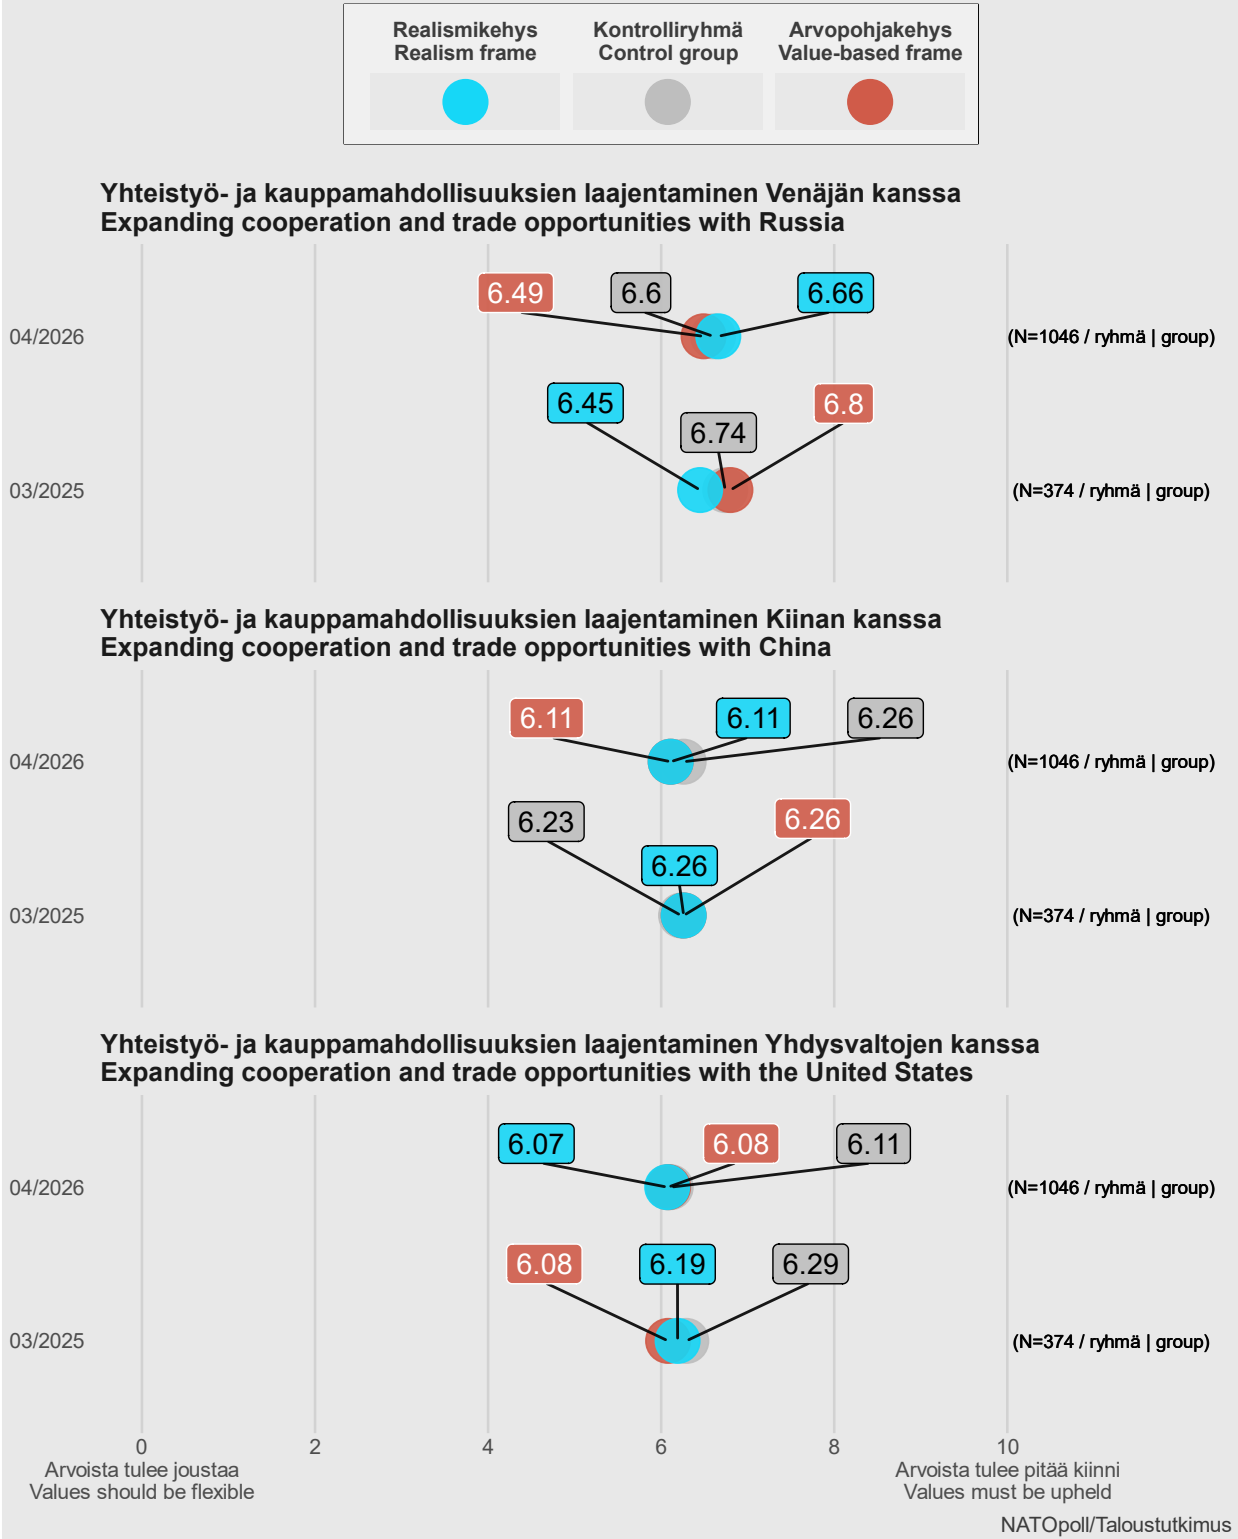 Realismikehys
Realism frame
Kontrolliryhmä
Control group
Arvopohjakehys
Value-based frame
Yhteistyö- ja kauppamahdollisuuksien laajentaminen Venäjän kanssa
Expanding cooperation and trade opportunities with Russia
6.49
6.6
6.66
04/2026
(N=1046 / ryhmä | group)
6.45
6.74
6.8
03/2025
(N=374 / ryhmä | group)
Yhteistyö- ja kauppamahdollisuuksien laajentaminen Kiinan kanssa
Expanding cooperation and trade opportunities with China
6.11
6.11
6.26
04/2026
(N=1046 / ryhmä | group)
6.23
6.26
6.26
03/2025
(N=374 / ryhmä | group)
Yhteistyö- ja kauppamahdollisuuksien laajentaminen Yhdysvaltojen kanssa
Expanding cooperation and trade opportunities with the United States
6.07
6.08
6.11
04/2026
(N=1046 / ryhmä | group)
6.08
6.19
6.29
03/2025
(N=374 / ryhmä | group)
0 2 4 6 8 10
Arvoista tulee joustaa
Values should be flexible
Arvoista tulee pitää kiinni
Values must be upheld
NATOpoll/Taloustutkimus